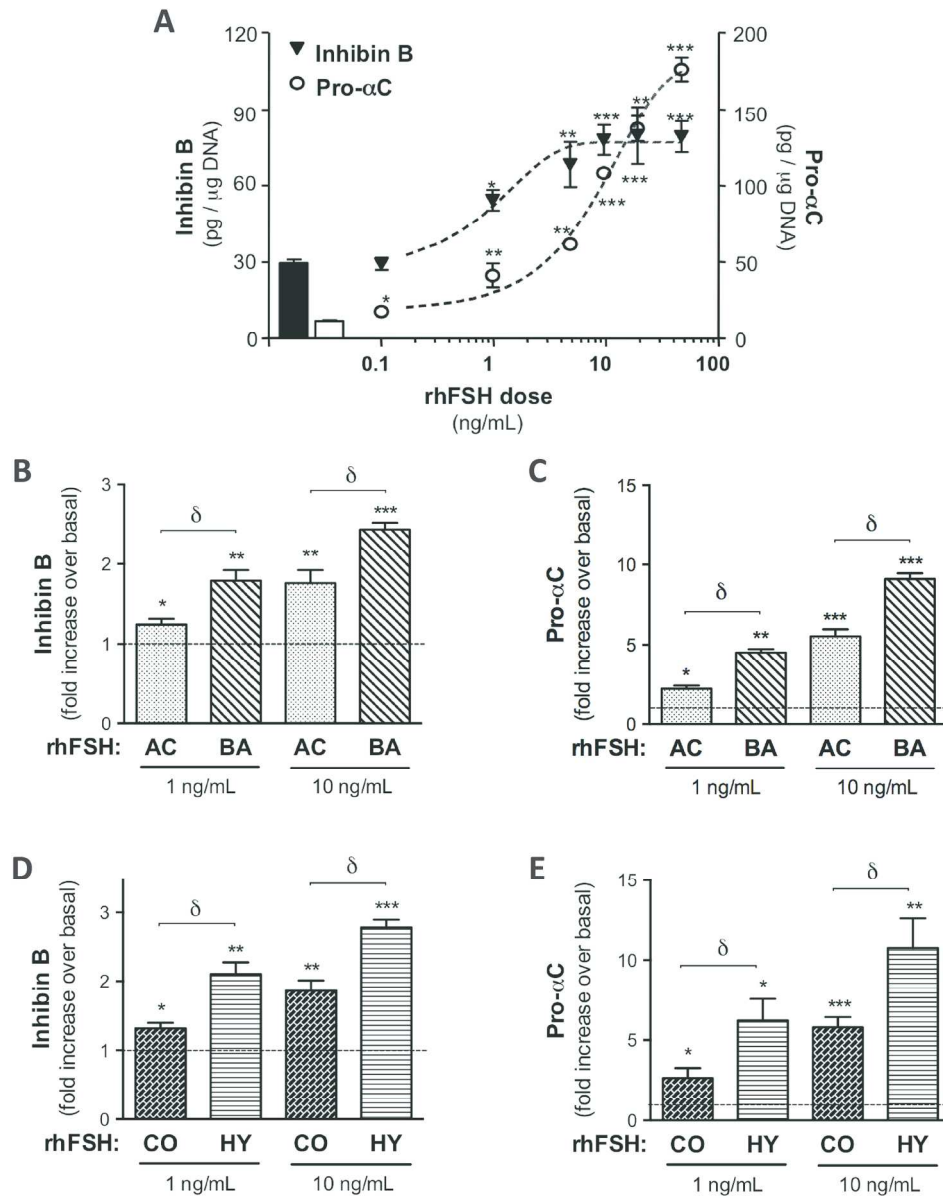 A
Inhibin B
Pro-αC
Inhibin B
(pg / µg DNA)
120
90
60
30
0
200
150
100
50
0
Pro-αC
(pg / µg DNA)
*
**
***
**
***
*
**
**
***
***
***
0.1
1
10
100
rhFSH dose
(ng/mL)
B
Inhibin B
(fold increase over basal)
3
2
1
0
δ
δ
*
**
**
***
rhFSH: AC BA AC BA
1 ng/mL 10 ng/mL
C
Pro-αC
(fold increase over basal)
15
10
5
0
δ
δ
*
**
***
***
AC BA AC BA
1 ng/mL 10 ng/mL
D
Inhibin B
(fold increase over basal)
3
2
1
0
δ
δ
*
**
**
***
rhFSH: CO HY CO HY
1 ng/mL 10 ng/mL
E
Pro-αC
(fold increase over basal)
15
10
5
0
δ
δ
*
*
***
**
rhFSH: CO HY CO HY
1 ng/mL 10 ng/mL